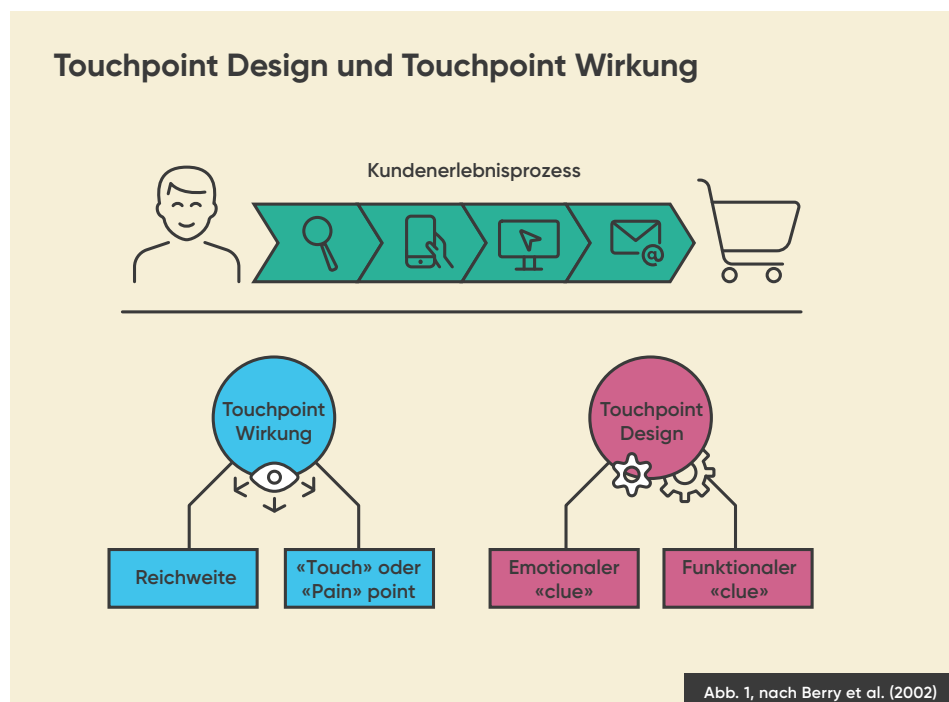 Touchpoint Design und Touchpoint Wirkung
Kundenerlebnisprozess
@
Touchpoint
Wirkung
Touchpoint
Design
Reichweite
«Touch» oder
«Pain» point
Emotionaler
«clue»
Funktionaler
«clue»
Abb. 1, nach Berry et al. (2002)